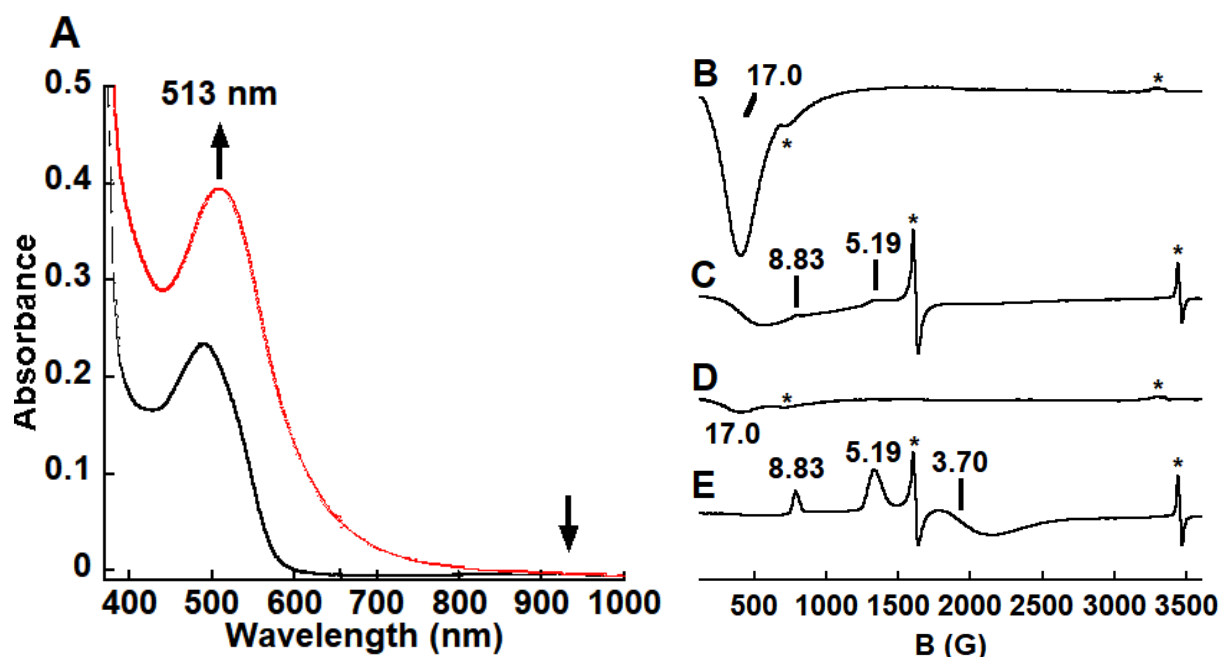 A
0.5
0.4
0.3
0.2
0.1
0
Absorbance
513 nm
400 500 600 700 800 900 1000
Wavelength (nm)
B 17.0 *
*
C 8.83 5.19 * *
D * *
17.0
E 8.83 5.19 * 3.70 *
500 1000 1500 2000 2500 3000 3500
B (G)